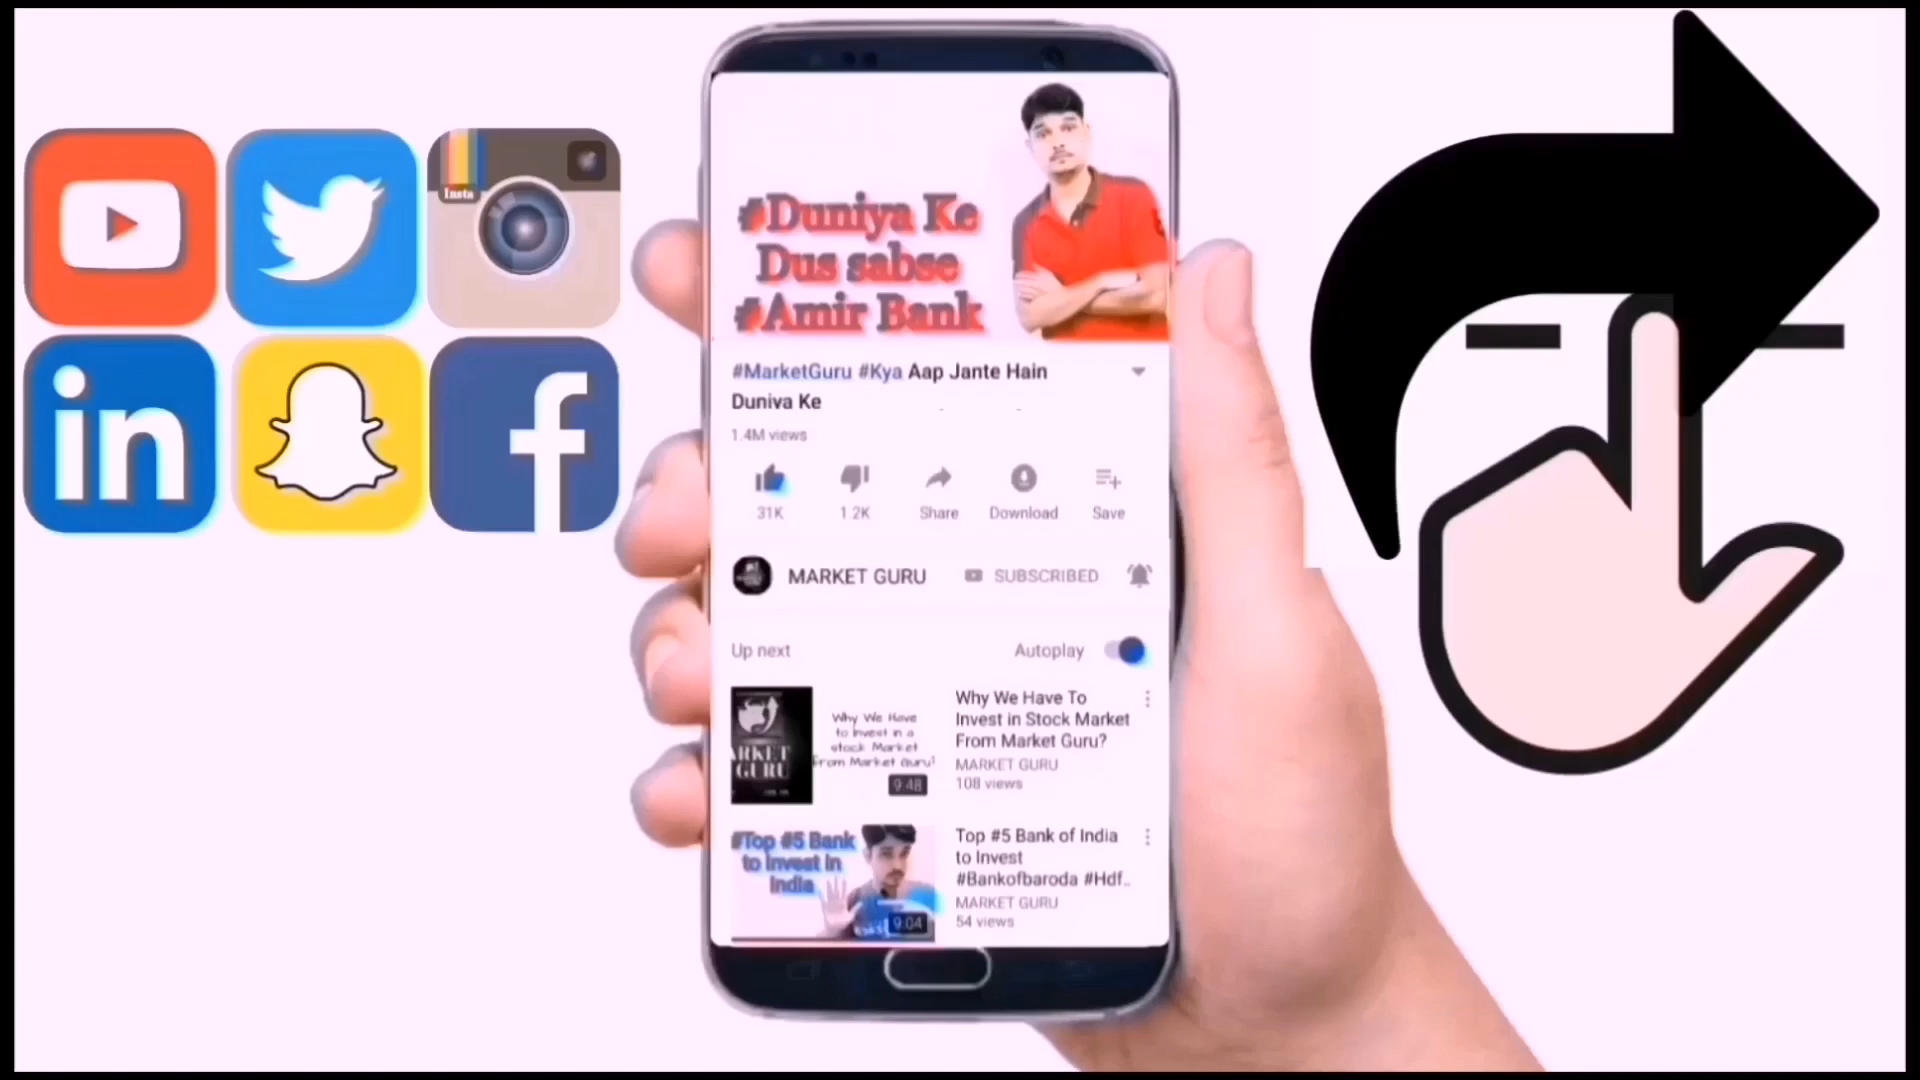 Insta
in
f
#Duniya Ke
Dus sabse
#Amir Bank
#MarketGuru #Kya Aap Jante Hain
Duniva Ke
1.4M views
31K
1.2K
Share
Download
Save
MARKET GURU
SUBSCRIBED
Up next
Autoplay
ARKET
GURU
Why We Have
to Invest in a
stock Market
From Market Guru?
9:48
Why We Have To
Invest in Stock Market
From Market Guru?
MARKET GURU
108 views
#Top #5 Bank
to Invest In
India
9:04
Top #5 Bank of India
to Invest
#Bankofbaroda #Hdf..
MARKET GURU
54 views